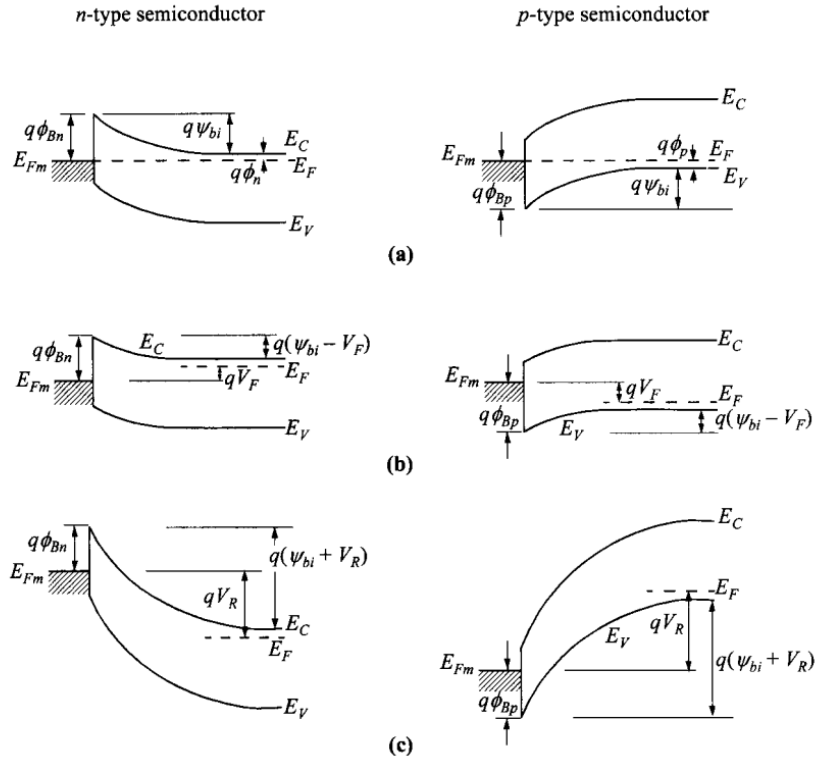 n-type semiconductor
p-type semiconductor
qϕBn
qψbi
EC
EFm
EF
qϕn
EV
EC
EFm
qϕp
EF
EV
qψbi
qϕBp
(a)
qϕBn
EC
q(ψbi − VF)
EFm
EF
qVF
EV
EC
EFm
qVF
EF
qϕBp
EV
q(ψbi − VF)
(b)
qϕBn
q(ψbi + VR)
EFm
qVR
EC
EF
EV
EC
EF
EV
qVR
EFm
q(ψbi + VR)
qϕBp
(c)